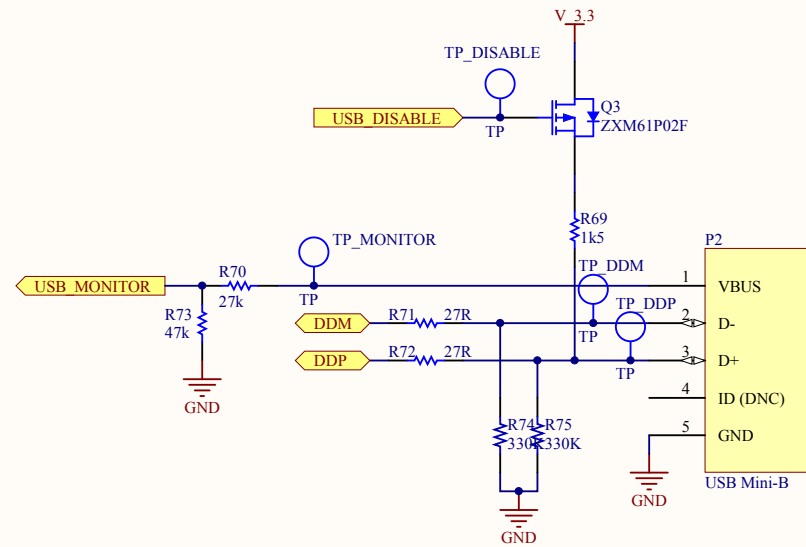 V_3.3
TP_DISABLE
Q3
USB_DISABLE
ZXM61P02F
TP
R69
1k5
TP_MONITOR
P2
TP_DDM
R70
USB_MONITOR
1
VBUS
27k
TP
TP_DDP
R73
47k
DDM
R71
27R
2
D-
TP
DDP
R72
27R
3
D+
TP
4
ID (DNC)
R74
R75
5
GND
330K
330K
USB Mini-B
GND
GND
GND